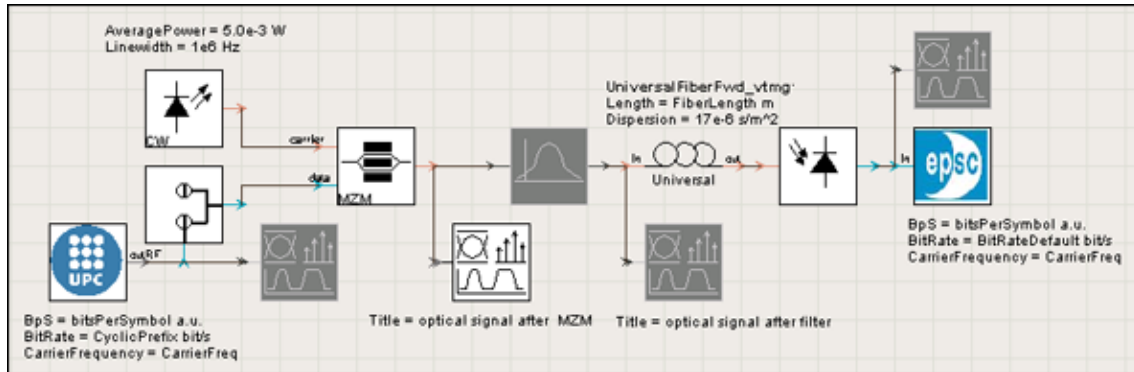 AveragePower = 5.0e-3 W
Linewidth = 1e6 Hz
CW
carrier
data
MZM
UniversalFiberFwd_vtmg
Length = FiberLength m
Dispersion = 17e-6 s/m^2
In
out
Universal
In
epsc
BpS = bitsPerSymbol a.u.
BitRate = BitRateDefault bit/s
CarrierFrequency = CarrierFreq
UPC
outRF
BpS = bitsPerSymbol a.u.
BitRate = CyclicPrefix bit/s
CarrierFrequency = CarrierFreq
Title = optical signal after MZM
Title = optical signal after filter